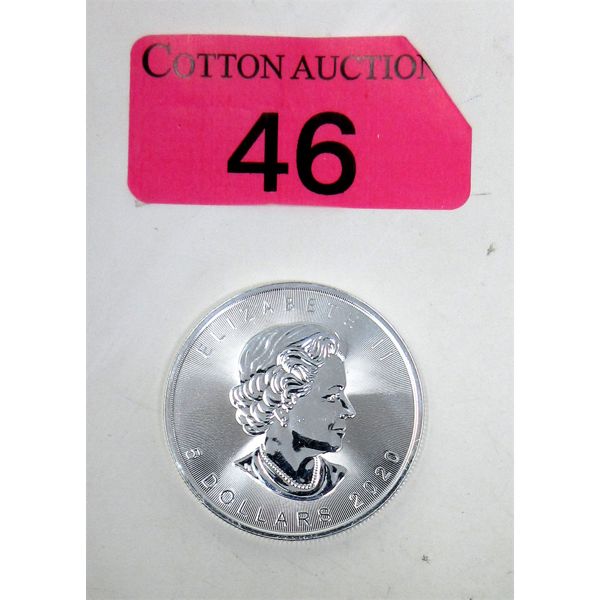 COTTON AUCTION
46
ELIZABETH II
5 DOLLARS 2020